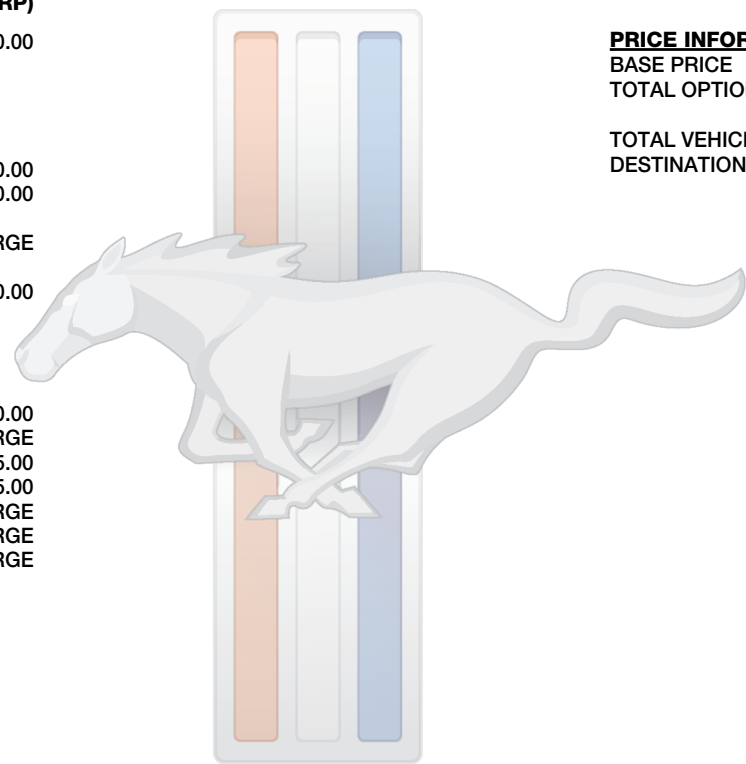 RP)
0.00
0.00
0.00
RGE
0.00
0.00
RGE
5.00
5.00
RGE
RGE
RGE
PRICE INFOR
BASE PRICE
TOTAL OPTIO
TOTAL VEHICL
DESTINATION